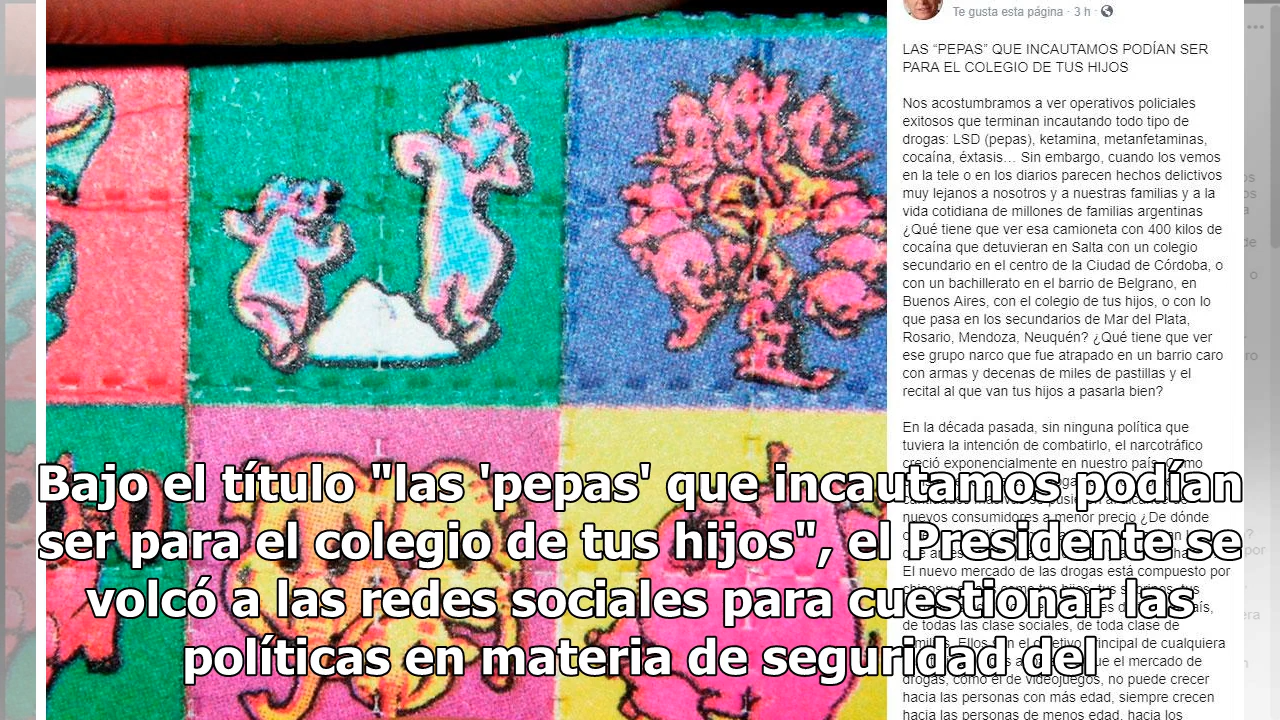 Te gusta esta página · 3 h ·
LAS “PEPAS” QUE INCAUTAMOS PODÍAN SER
PARA EL COLEGIO DE TUS HIJOS
Nos acostumbramos a ver operativos policiales
exitosos que terminan incautando todo tipo de
drogas: LSD (pepas), ketamina, metanfetaminas,
cocaína, éxtasis… Sin embargo, cuando los vemos
en la tele o en los diarios parecen hechos delictivos
muy lejanos a nosotros y a nuestras familias y a la
vida cotidiana de millones de familias argentinas
¿Qué tiene que ver esa camioneta con 400 kilos de
cocaína que detuvieran en Salta con un colegio
secundario en el centro de la Ciudad de Córdoba, o
con un bachillerato en el barrio de Belgrano, en
Buenos Aires, con el colegio de tus hijos, o con lo
que pasa en los secundarios de Mar del Plata,
Rosario, Mendoza, Neuquén? ¿Qué tiene que ver
ese grupo narco que fue atrapado en un barrio caro
con armas y decenas de miles de pastillas y el
recital al que van tus hijos a pasarla bien?
En la década pasada, sin ninguna política que
tuviera la intención de combatirlo, el narcotráfico
creció exponencialmente en nuestro país
nuevos consumidores a menor precio ¿De dónde
El nuevo mercado de las drogas está compuesto por
de todas las clase sociales, de toda clase de
drogas, como el de videojuegos, no puede crecer
hacia las personas con más edad, siempre crecen
hacia las personas de menos edad, hacia los
Bajo el título "las 'pepas' que incautamos podían
ser para el colegio de tus hijos", el Presidente se
volcó a las redes sociales para cuestionar las
políticas en materia de seguridad del